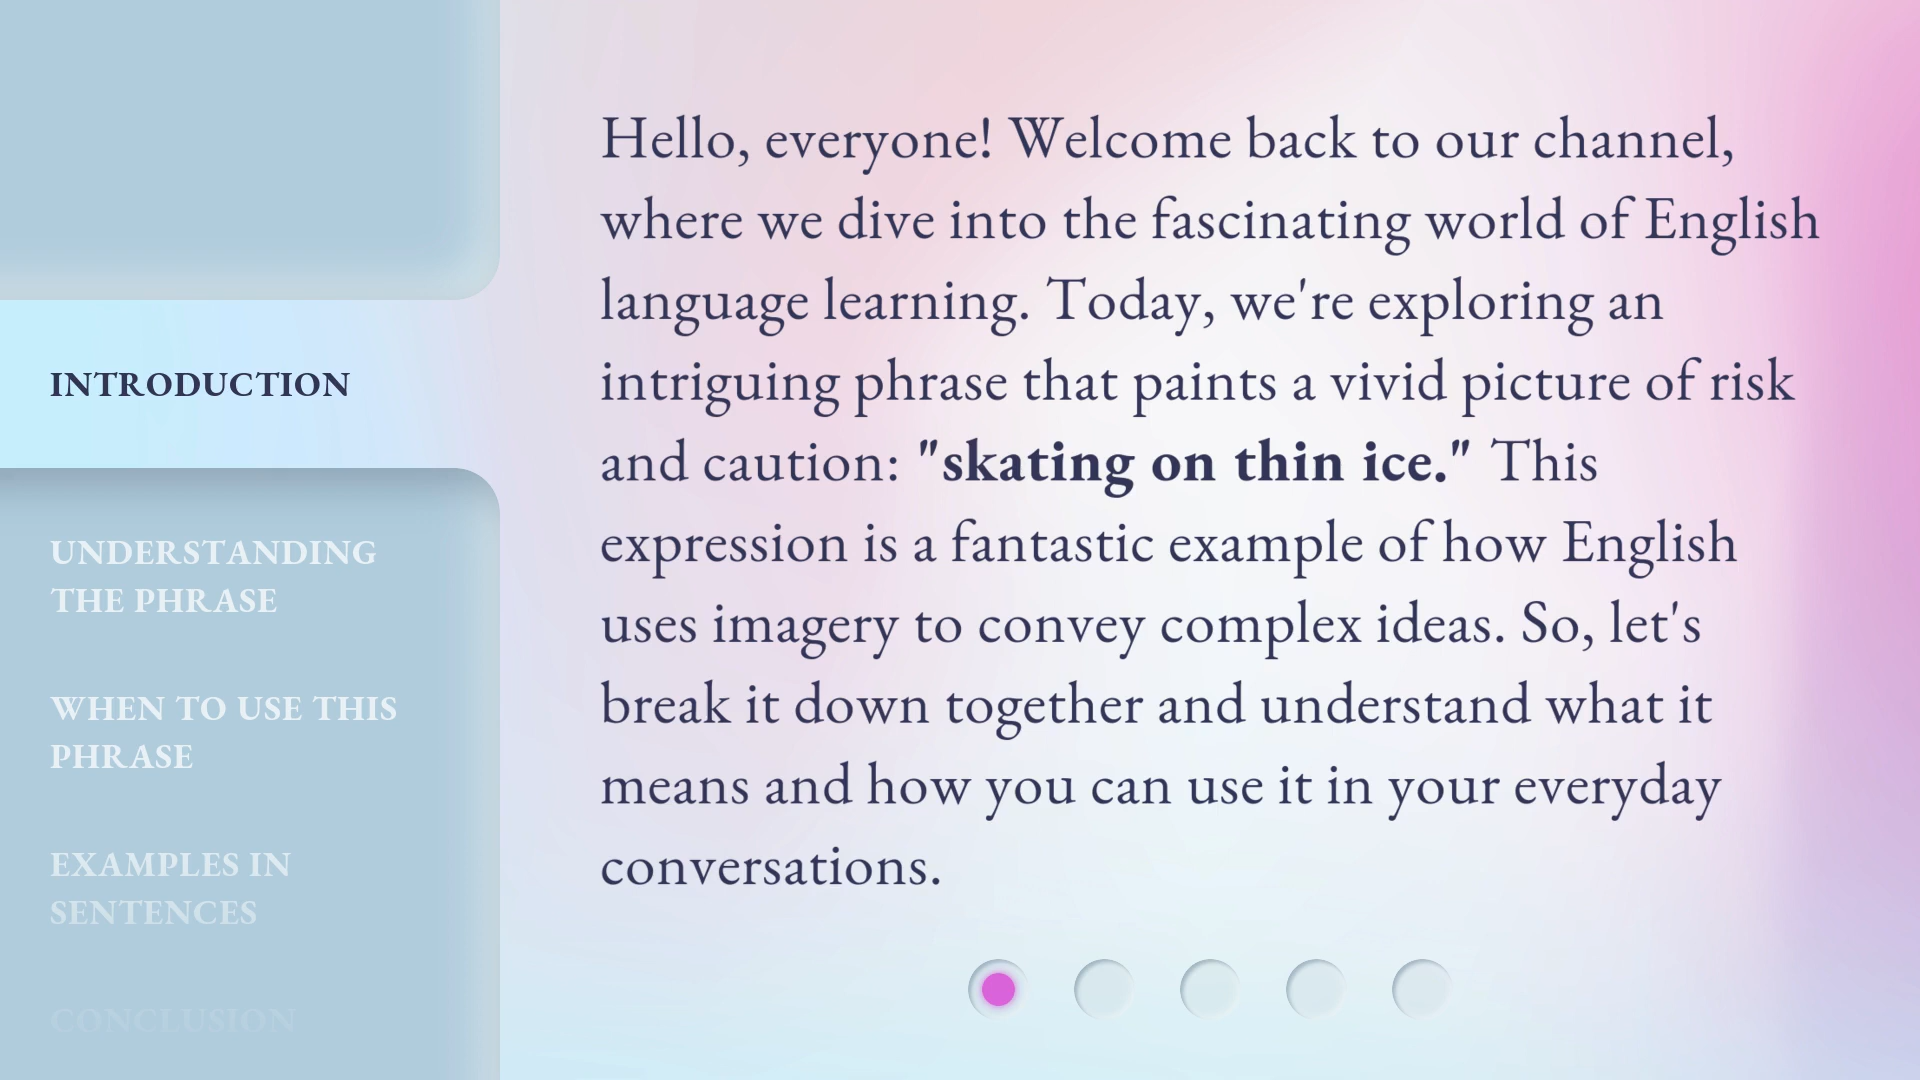 INTRODUCTION
UNDERSTANDING
THE PHRASE
WHEN TO USE THIS
PHRASE
EXAMPLES IN
SENTENCES
CONCLUSION
Hello, everyone! Welcome back to our channel,
where we dive into the fascinating world of English
language learning. Today, we're exploring an
intriguing phrase that paints a vivid picture of risk
and caution: "skating on thin ice." This
expression is a fantastic example of how English
uses imagery to convey complex ideas. So, let's
break it down together and understand what it
means and how you can use it in your everyday
conversations.